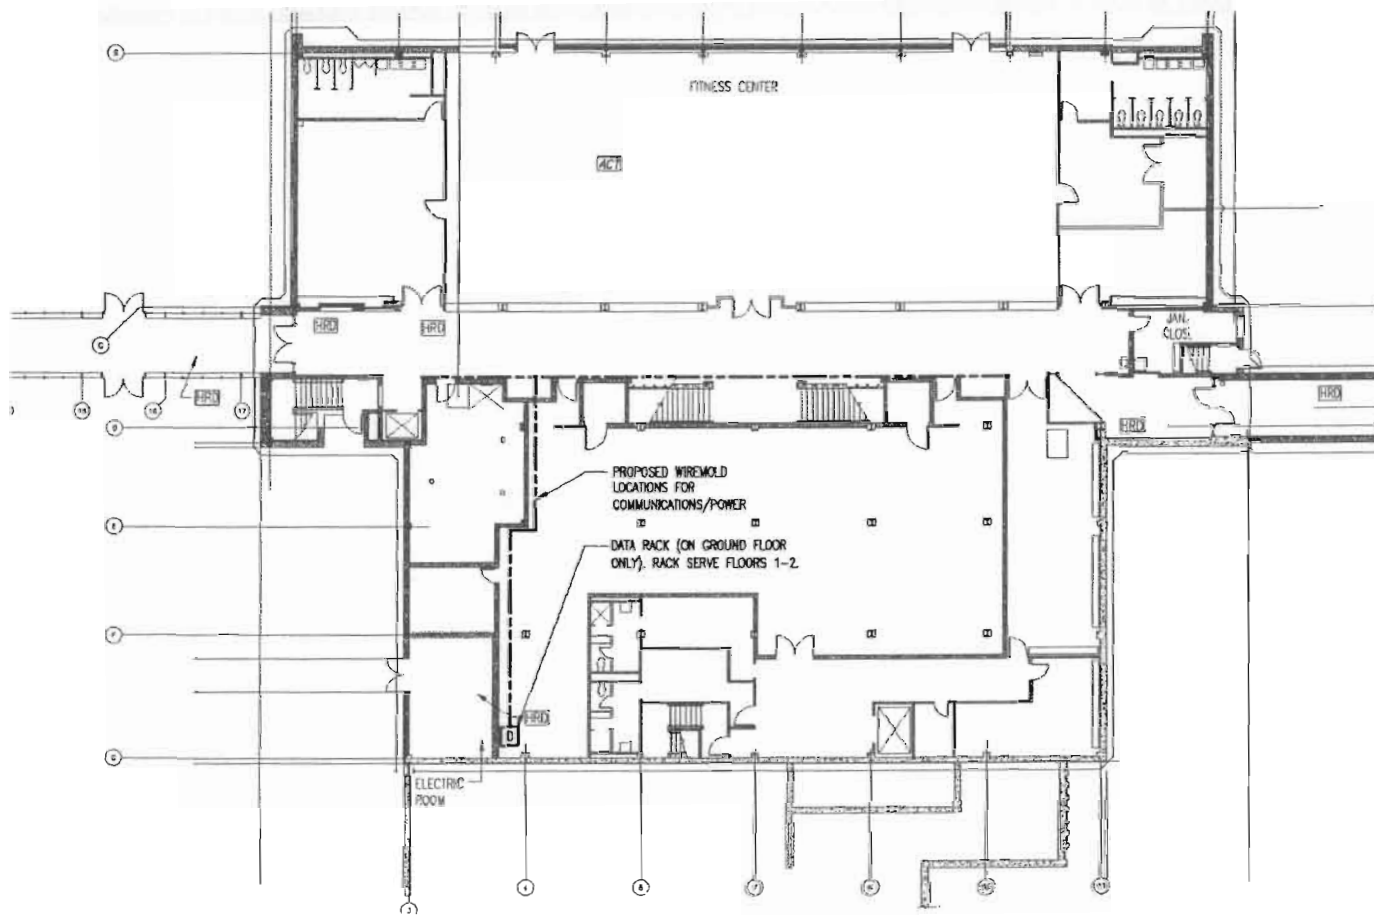 FITNESS CENTER
ACT
HRD
HRD
JAN.
CLOS.
HRD
HRD
HRD
17
PROPOSED WIREMOLD
LOCATIONS FOR
COMMUNICATIONS/POWER
DATA RACK (ON GROUND FLOOR
ONLY). RACK SERVE FLOORS 1-2.
HRD
ELECTRIC
ROOM